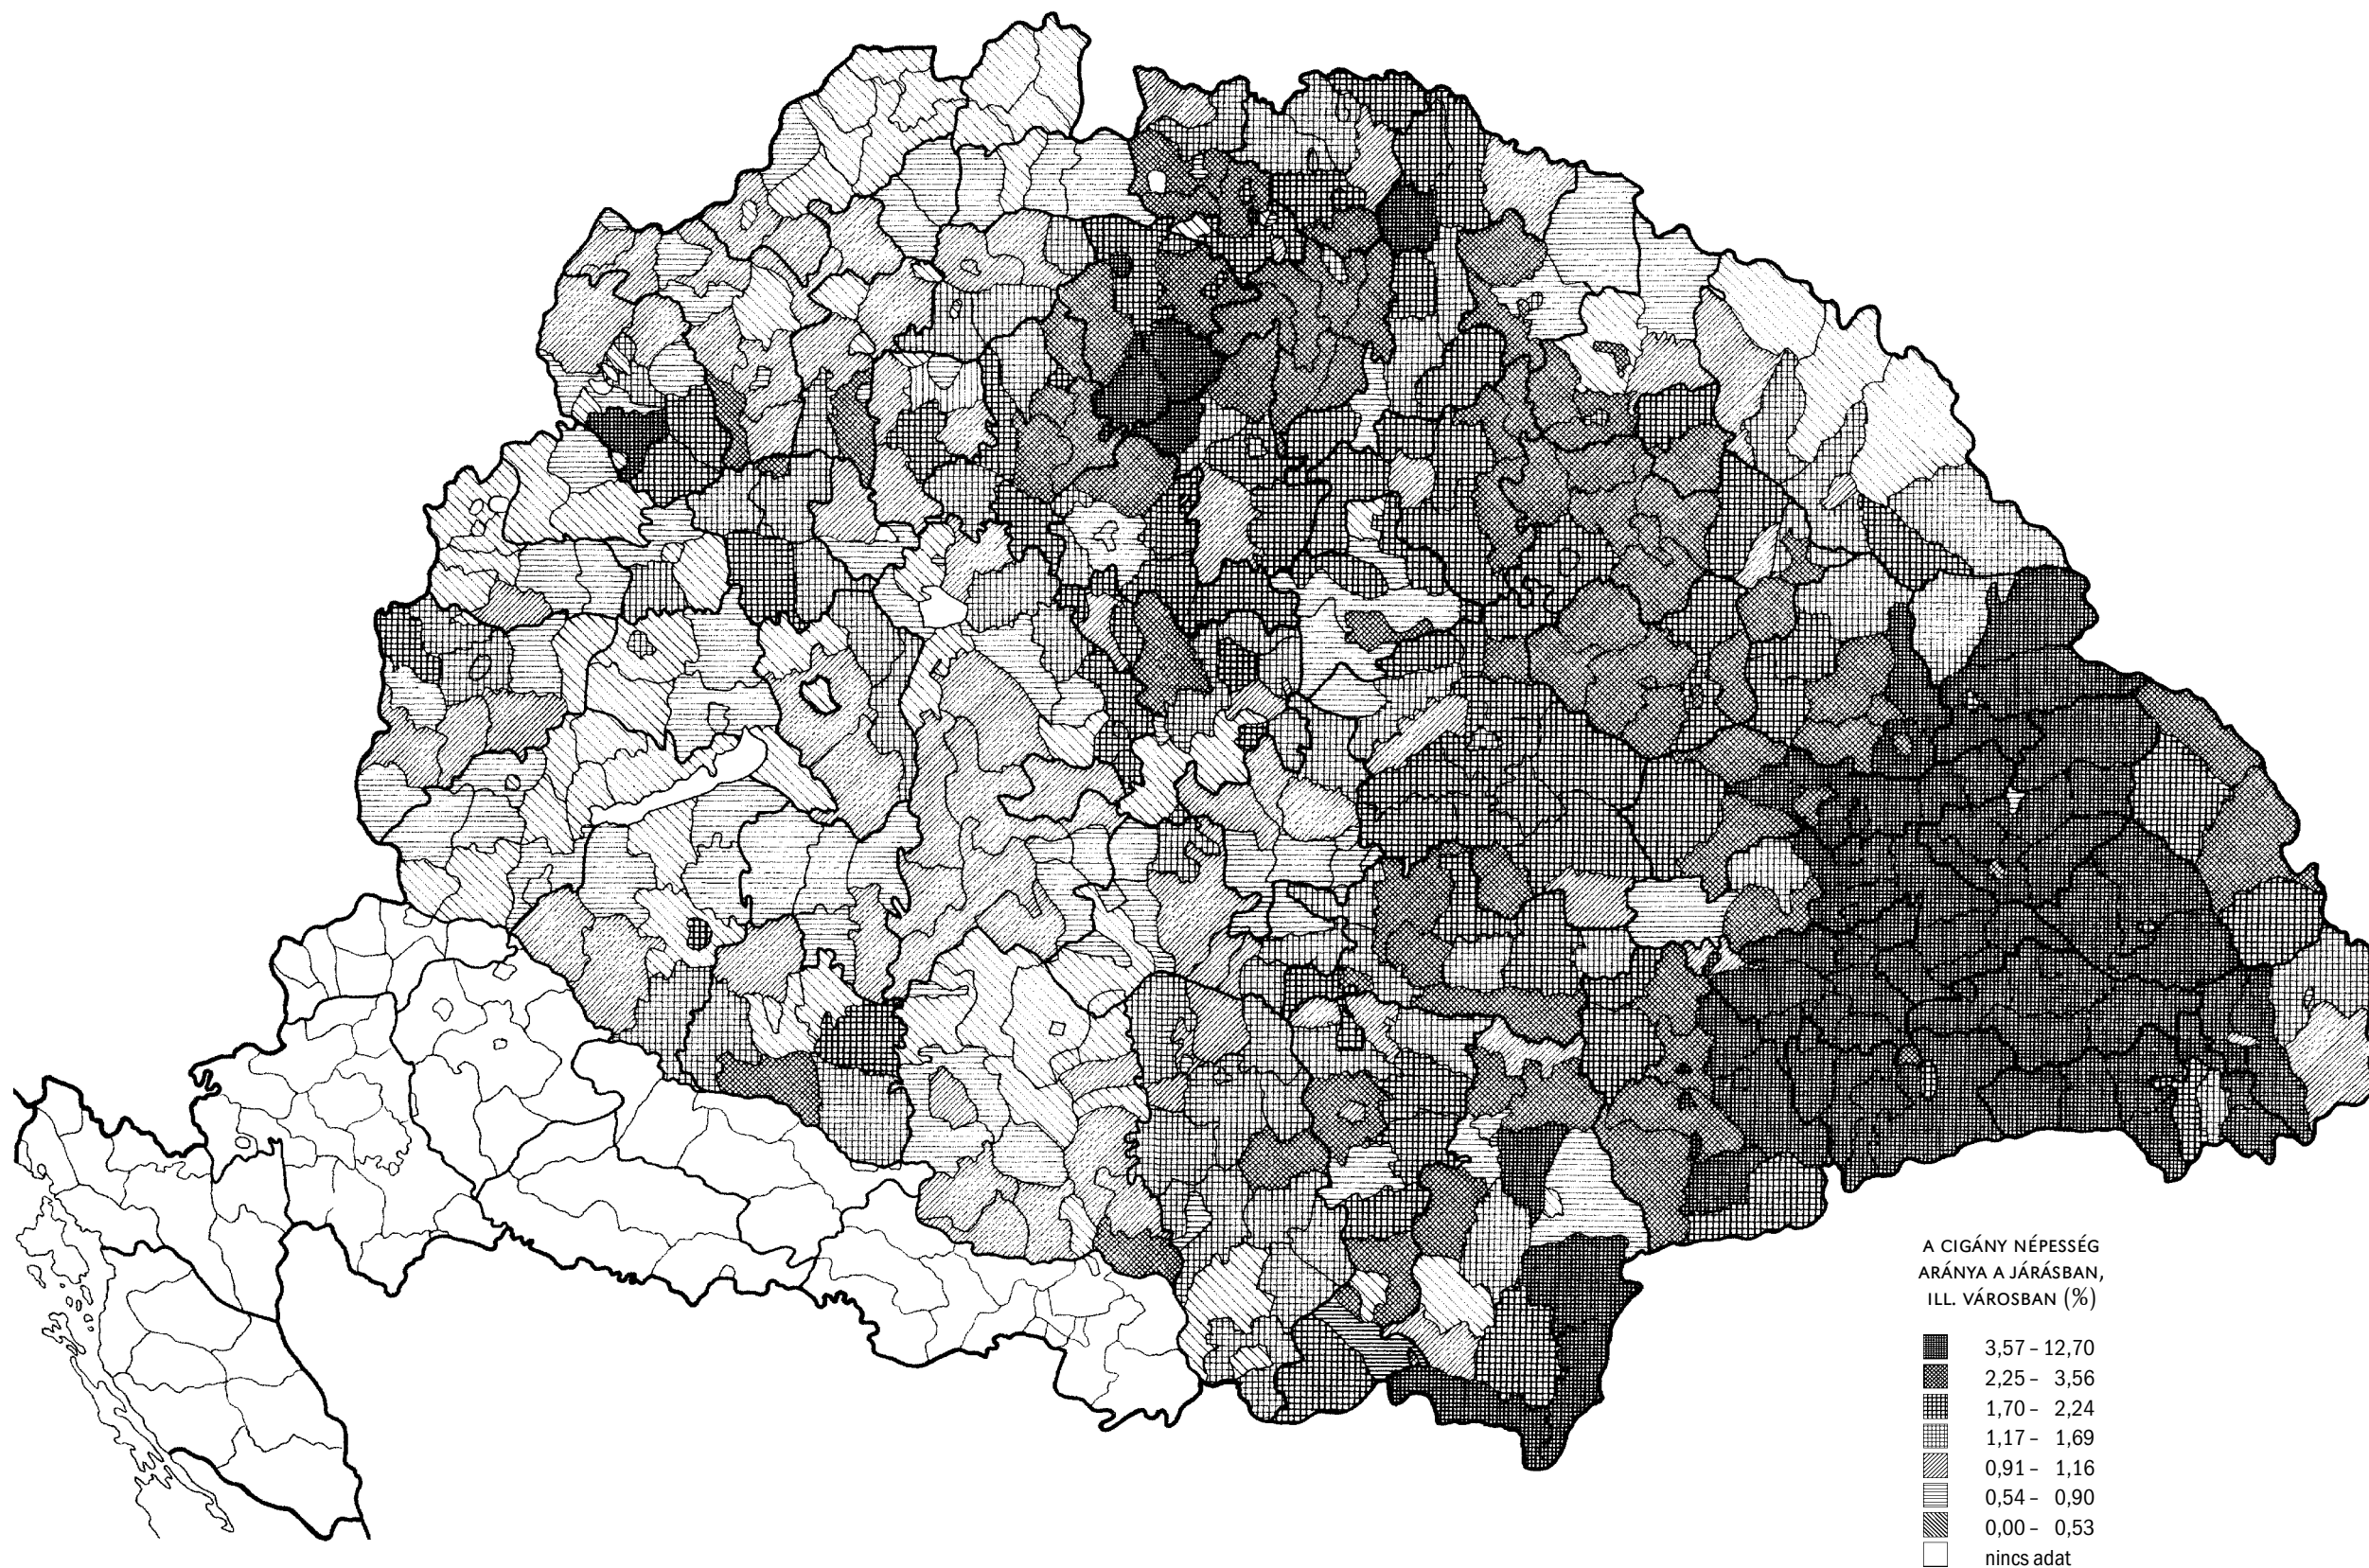 A CIGÁNY NÉPESSÉG
ARÁNYA A JÁRÁSBAN,
ILL. VÁROSBAN (%)
3,57 – 12,70
2,25 – 3,56
1,70 – 2,24
1,17 – 1,69
0,91 – 1,16
0,54 – 0,90
0,00 – 0,53
nincs adat